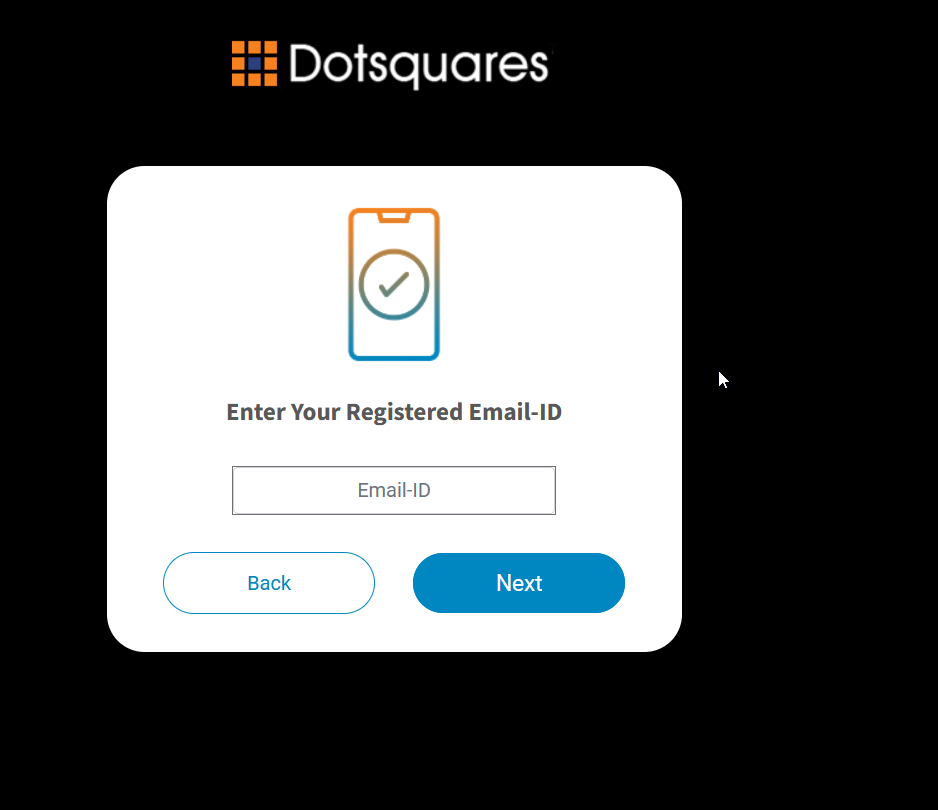 Dotsquares
Enter Your Registered Email-ID
Email-ID
Back
Next